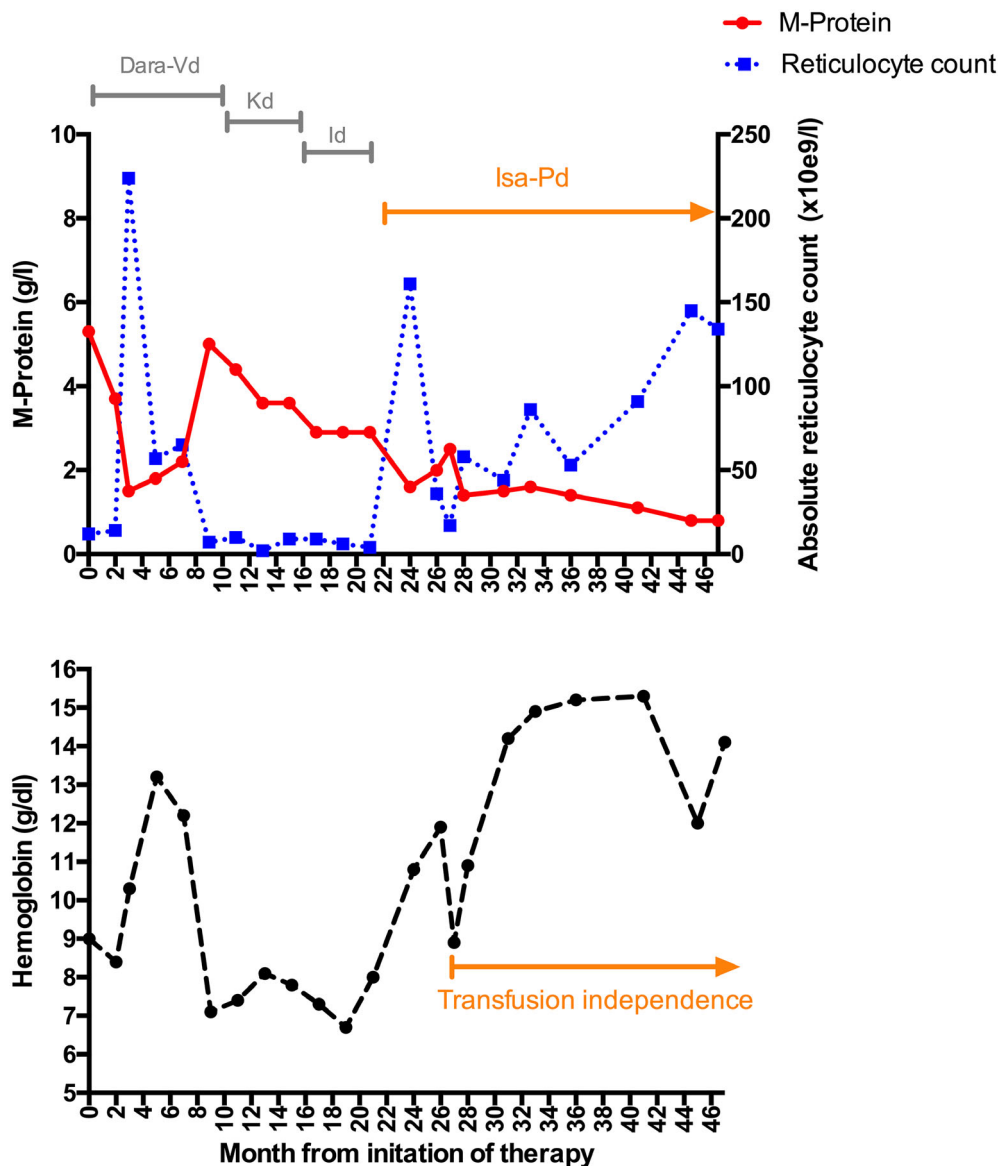 M-Protein
Reticulocyte count
Dara-Vd
Kd
Id
Isa-Pd
M-Protein (g/l)
10
8
6
4
2
0
Absolute reticulocyte count (x10e9/l)
250
200
150
100
50
0
0 2 4 6 8 10 12 14 16 18 20 22 24 26 28 30 32 34 36 38 40 42 44 46
Hemoglobin (g/dl)
16
15
14
13
12
11
10
9
8
7
6
5
Transfusion independence
0 2 4 6 8 10 12 14 16 18 20 22 24 26 28 30 32 34 36 38 40 42 44 46
Month from initation of therapy